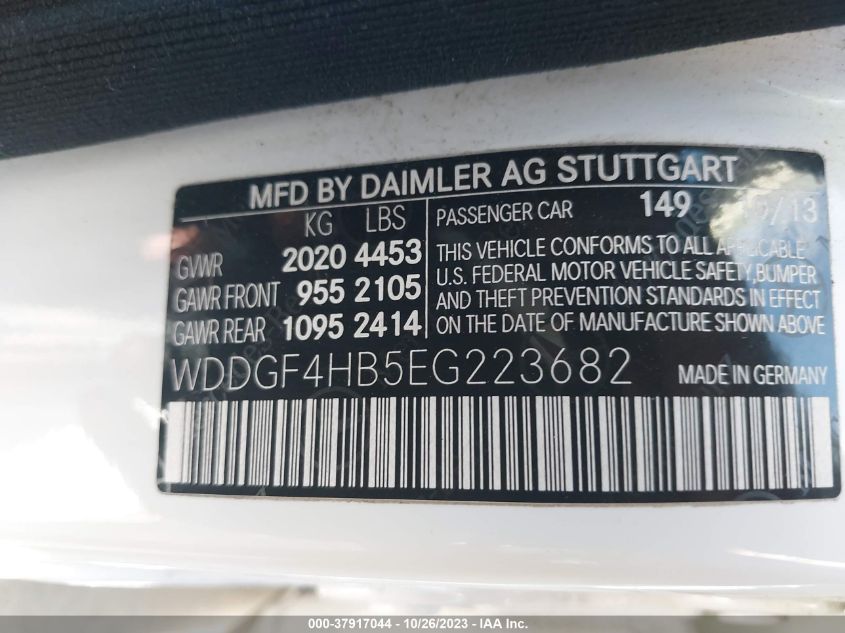 MFD BY DAIMLER AG STUTTGART
KG LBS
GVWR 2020 4453
GAWR FRONT 955 2105
GAWR REAR 1095 2414
PASSENGER CAR 149
THIS VEHICLE CONFORMS TO ALL APPLICABLE
U.S. FEDERAL MOTOR VEHICLE SAFETY, BUMPER
AND THEFT PREVENTION STANDARDS IN EFFECT
ON THE DATE OF MANUFACTURE SHOWN ABOVE
WDDGF4HB5EG223682 MADE IN GERMANY
000-37917044 - 10/26/2023 - IAA Inc.